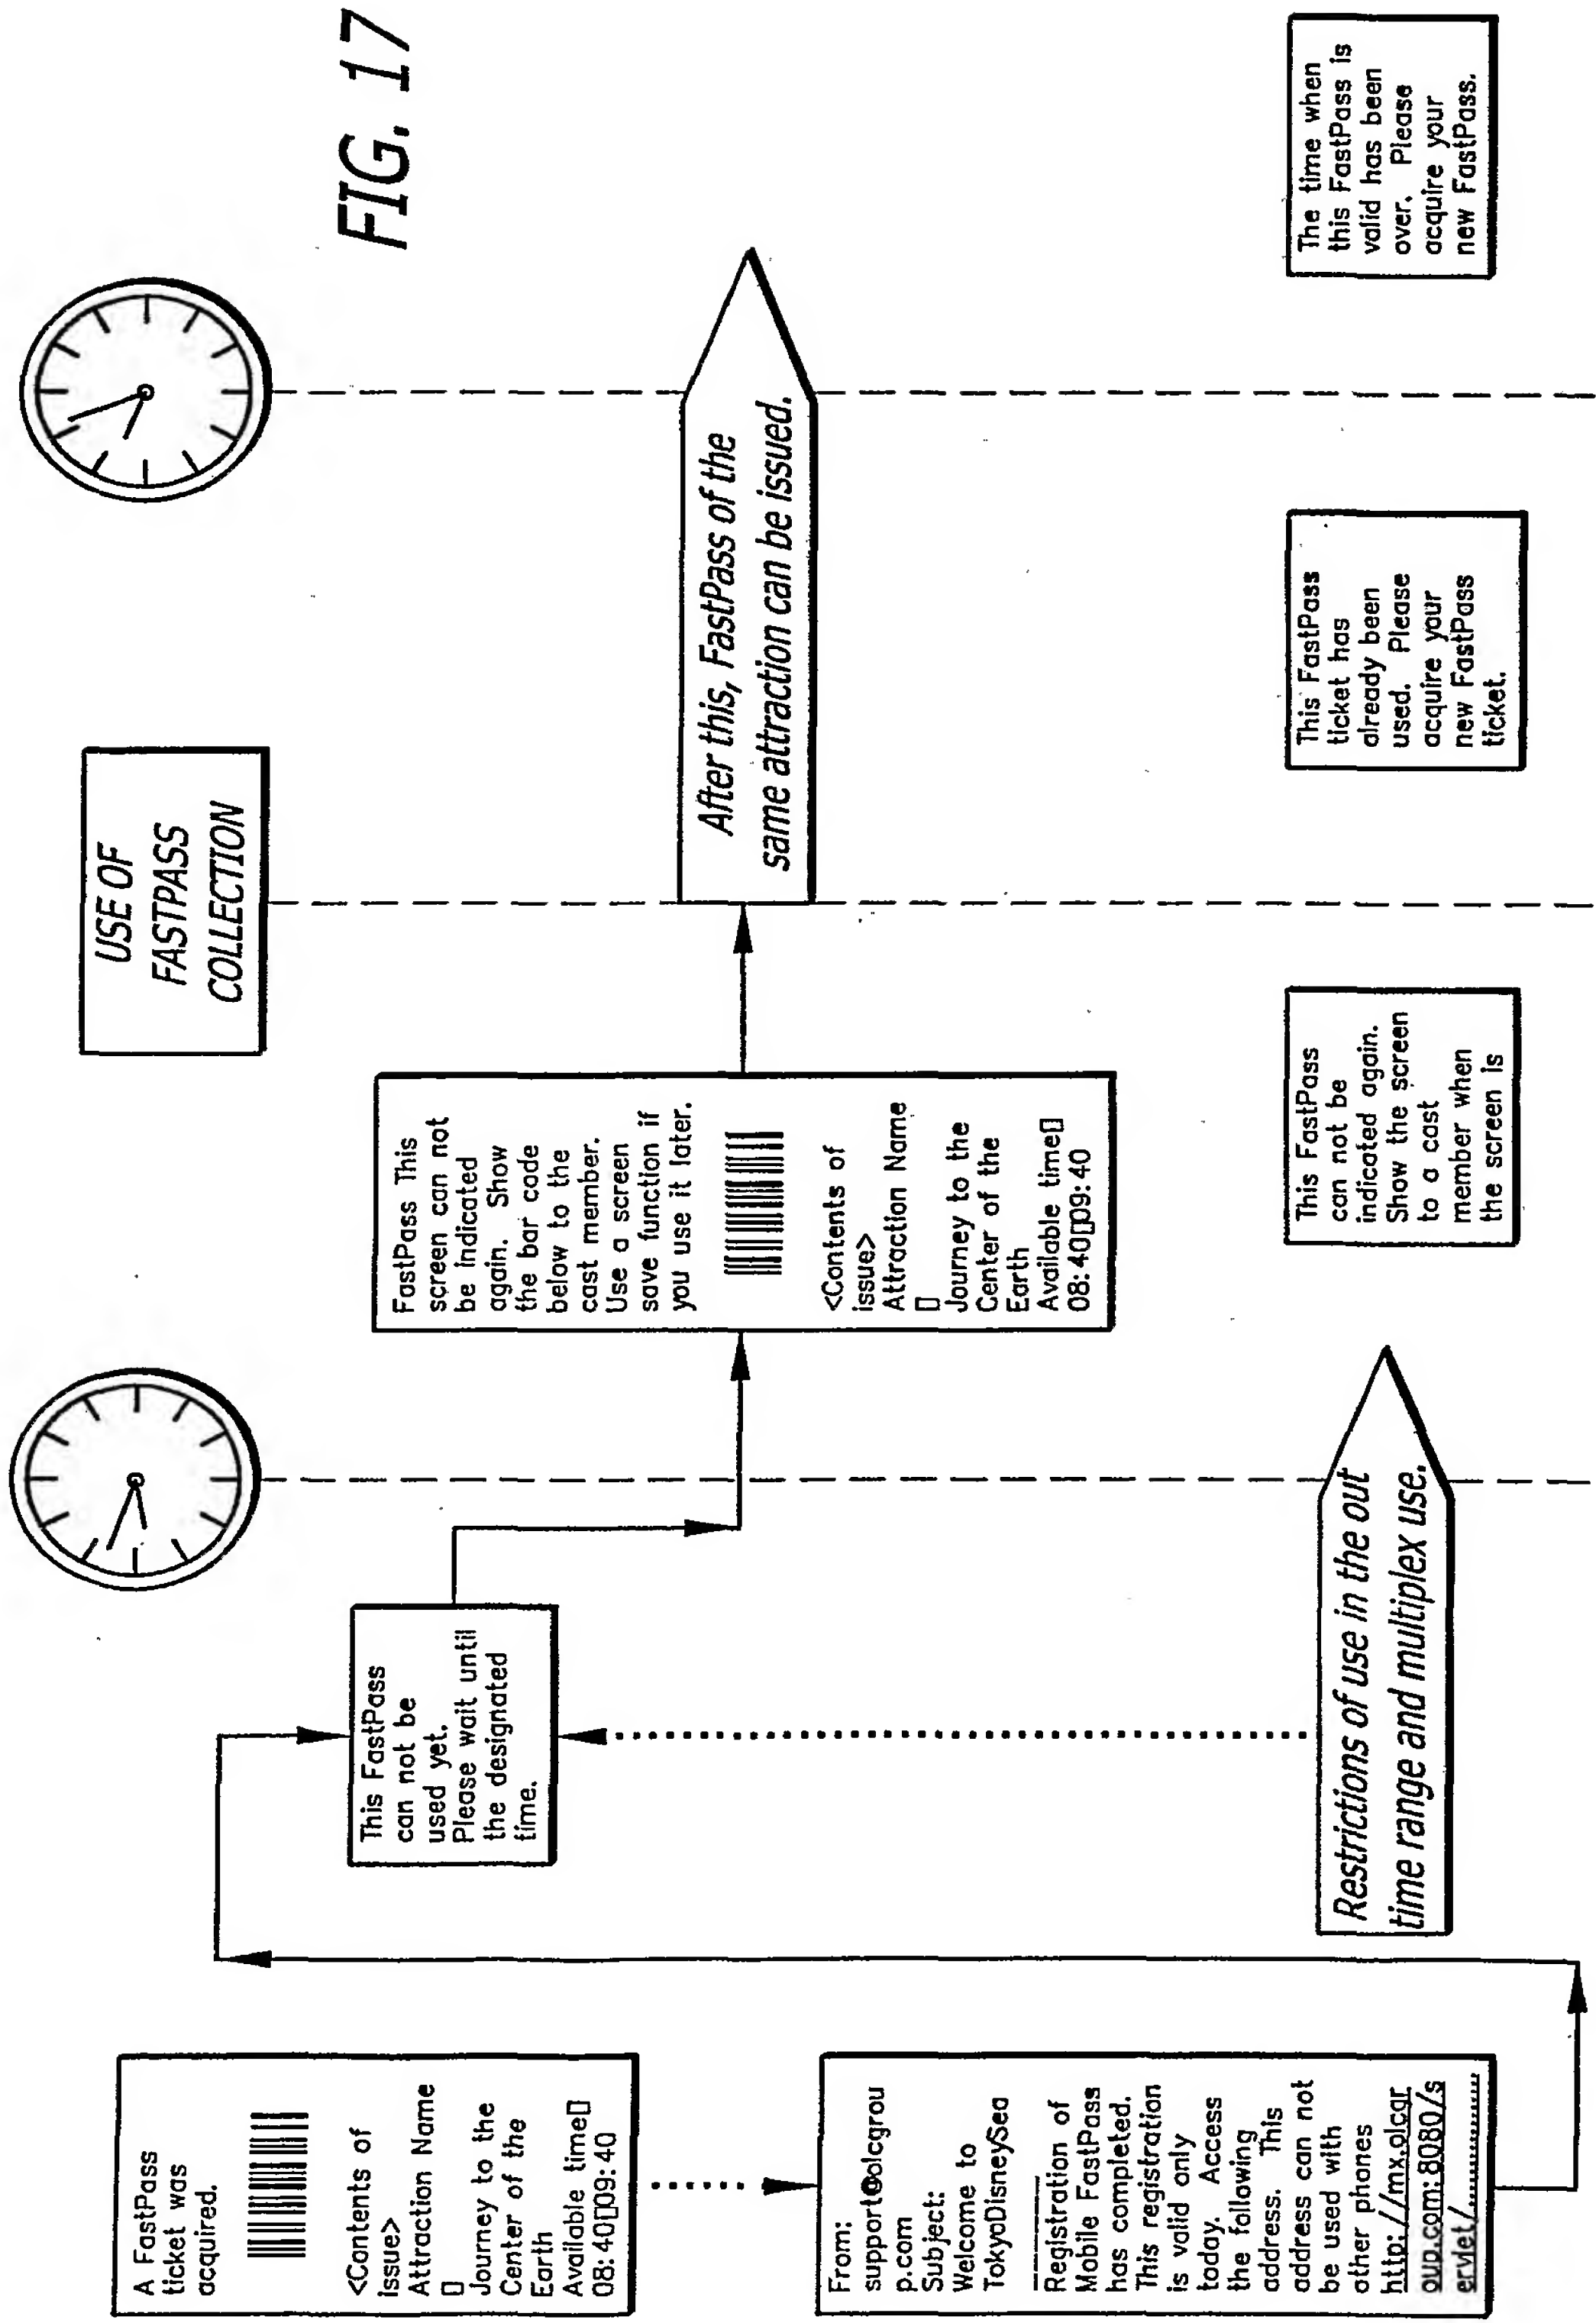 FIG. 17
USE OF
FASTPASS
COLLECTION
A FastPass
ticket was
acquired.
<Contents of
issue>
Attraction Name
▯
Journey to the
Center of the
Earth
Available time▯
08:40▯09:40
From:
support@olcgrou
p.com
Subject:
Welcome to
TokyoDisneySea
Registration of
Mobile FastPass
has completed.
This registration
is valid only
today. Access
the following
address. This
address can not
be used with
other phones
http://mx.olcgr
oup.com:8080/s
ervlet/............
This FastPass
can not be
used yet.
Please wait until
the designated
time.
FastPass This
screen can not
be indicated
again. Show
the bar code
below to the
cast member.
Use a screen
save function if
you use it later.
<Contents of
issue>
Attraction Name
▯
Journey to the
Center of the
Earth
Available time▯
08:40▯09:40
After this, FastPass of the
same attraction can be issued.
Restrictions of use in the out
time range and multiplex use.
This FastPass
can not be
indicated again.
Show the screen
to a cast
member when
the screen is
This FastPass
ticket has
already been
used. Please
acquire your
new FastPass
ticket.
The time when
this FastPass is
valid has been
over. Please
acquire your
new FastPass.